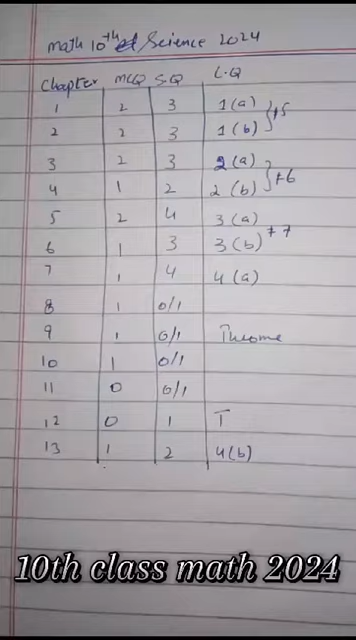 math 10th Science 2024
Chapter MCQ S.Q L.Q
1 2 3 1(a)
2 2 3 1(b) #5
3 2 3 2(a)
4 1 2 2(b) #6
5 2 4 3(a)
6 1 3 3(b) #7
7 1 4 4(a)
8 1 0/1
9 1 0/1
10 1 0/1
11 0 0/1
12 0 1 T
13 1 2 4(b)
10th class math 2024